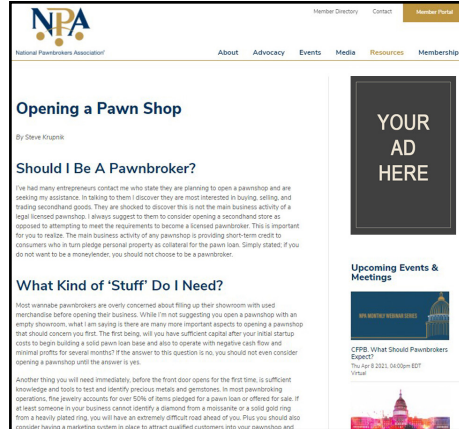 NPA
National Pawnbrokers Association®
Member Directory Contact Member Portal
About Advocacy Events Media Resources Membership
Opening a Pawn Shop
By Steve Krupnik
Should I Be A Pawnbroker?
I've had many entrepreneurs contact me who state they are planning to open a pawnshop and are
seeking my assistance. In talking to them I discover they are most interested in buying, selling, and
trading secondhand goods. They are shocked to discover this is not the main business activity of a
legal licensed pawnshop. I always suggest to them to consider opening a secondhand store as
opposed to attempting to meet the requirements to become a licensed pawnbroker. This is important
for you to realize. The main business activity of any pawnshop is providing short-term credit to
consumers who in turn pledge personal property as collateral for the pawn loan. Simply stated; if you
do not want to be a moneylender, you should not choose to be a pawnbroker.
What Kind of 'Stuff' Do I Need?
Most wannabe pawnbrokers are overly concerned about filling up their showroom with used
merchandise before opening their business. While I'm not suggesting you open a pawnshop with an
empty showroom, what I am saying is there are many more important aspects to opening a pawnshop
that should concern you first. The first being, will you have sufficient capital after your initial startup
costs to begin building a solid pawn loan base and also to operate with negative cash flow and
minimal profits for several months? If the answer to this question is no, you should not even consider
opening a pawnshop until the answer is yes.
Another thing you will need immediately, before the front door opens for the first time, is sufficient
knowledge and tools to test and identify precious metals and gemstones. In most pawnbroking
operations, fine jewelry accounts for over 50% of items pledged for a pawn loan or offered for sale. If
at least someone in your business cannot identify a diamond from a moissanite or a solid gold ring
from a heavily plated ring, you will have an extremely difficult road ahead of you. Plus you should also
consider having a marketing system in place to attract qualified customers into your pawnshop and
YOUR
AD
HERE
Upcoming Events &
Meetings
NPA MONTHLY WEBINAR SERIES
CFPB, What Should Pawnbrokers
Expect?
Thu Apr 8 2021, 04:00pm EDT
Virtual